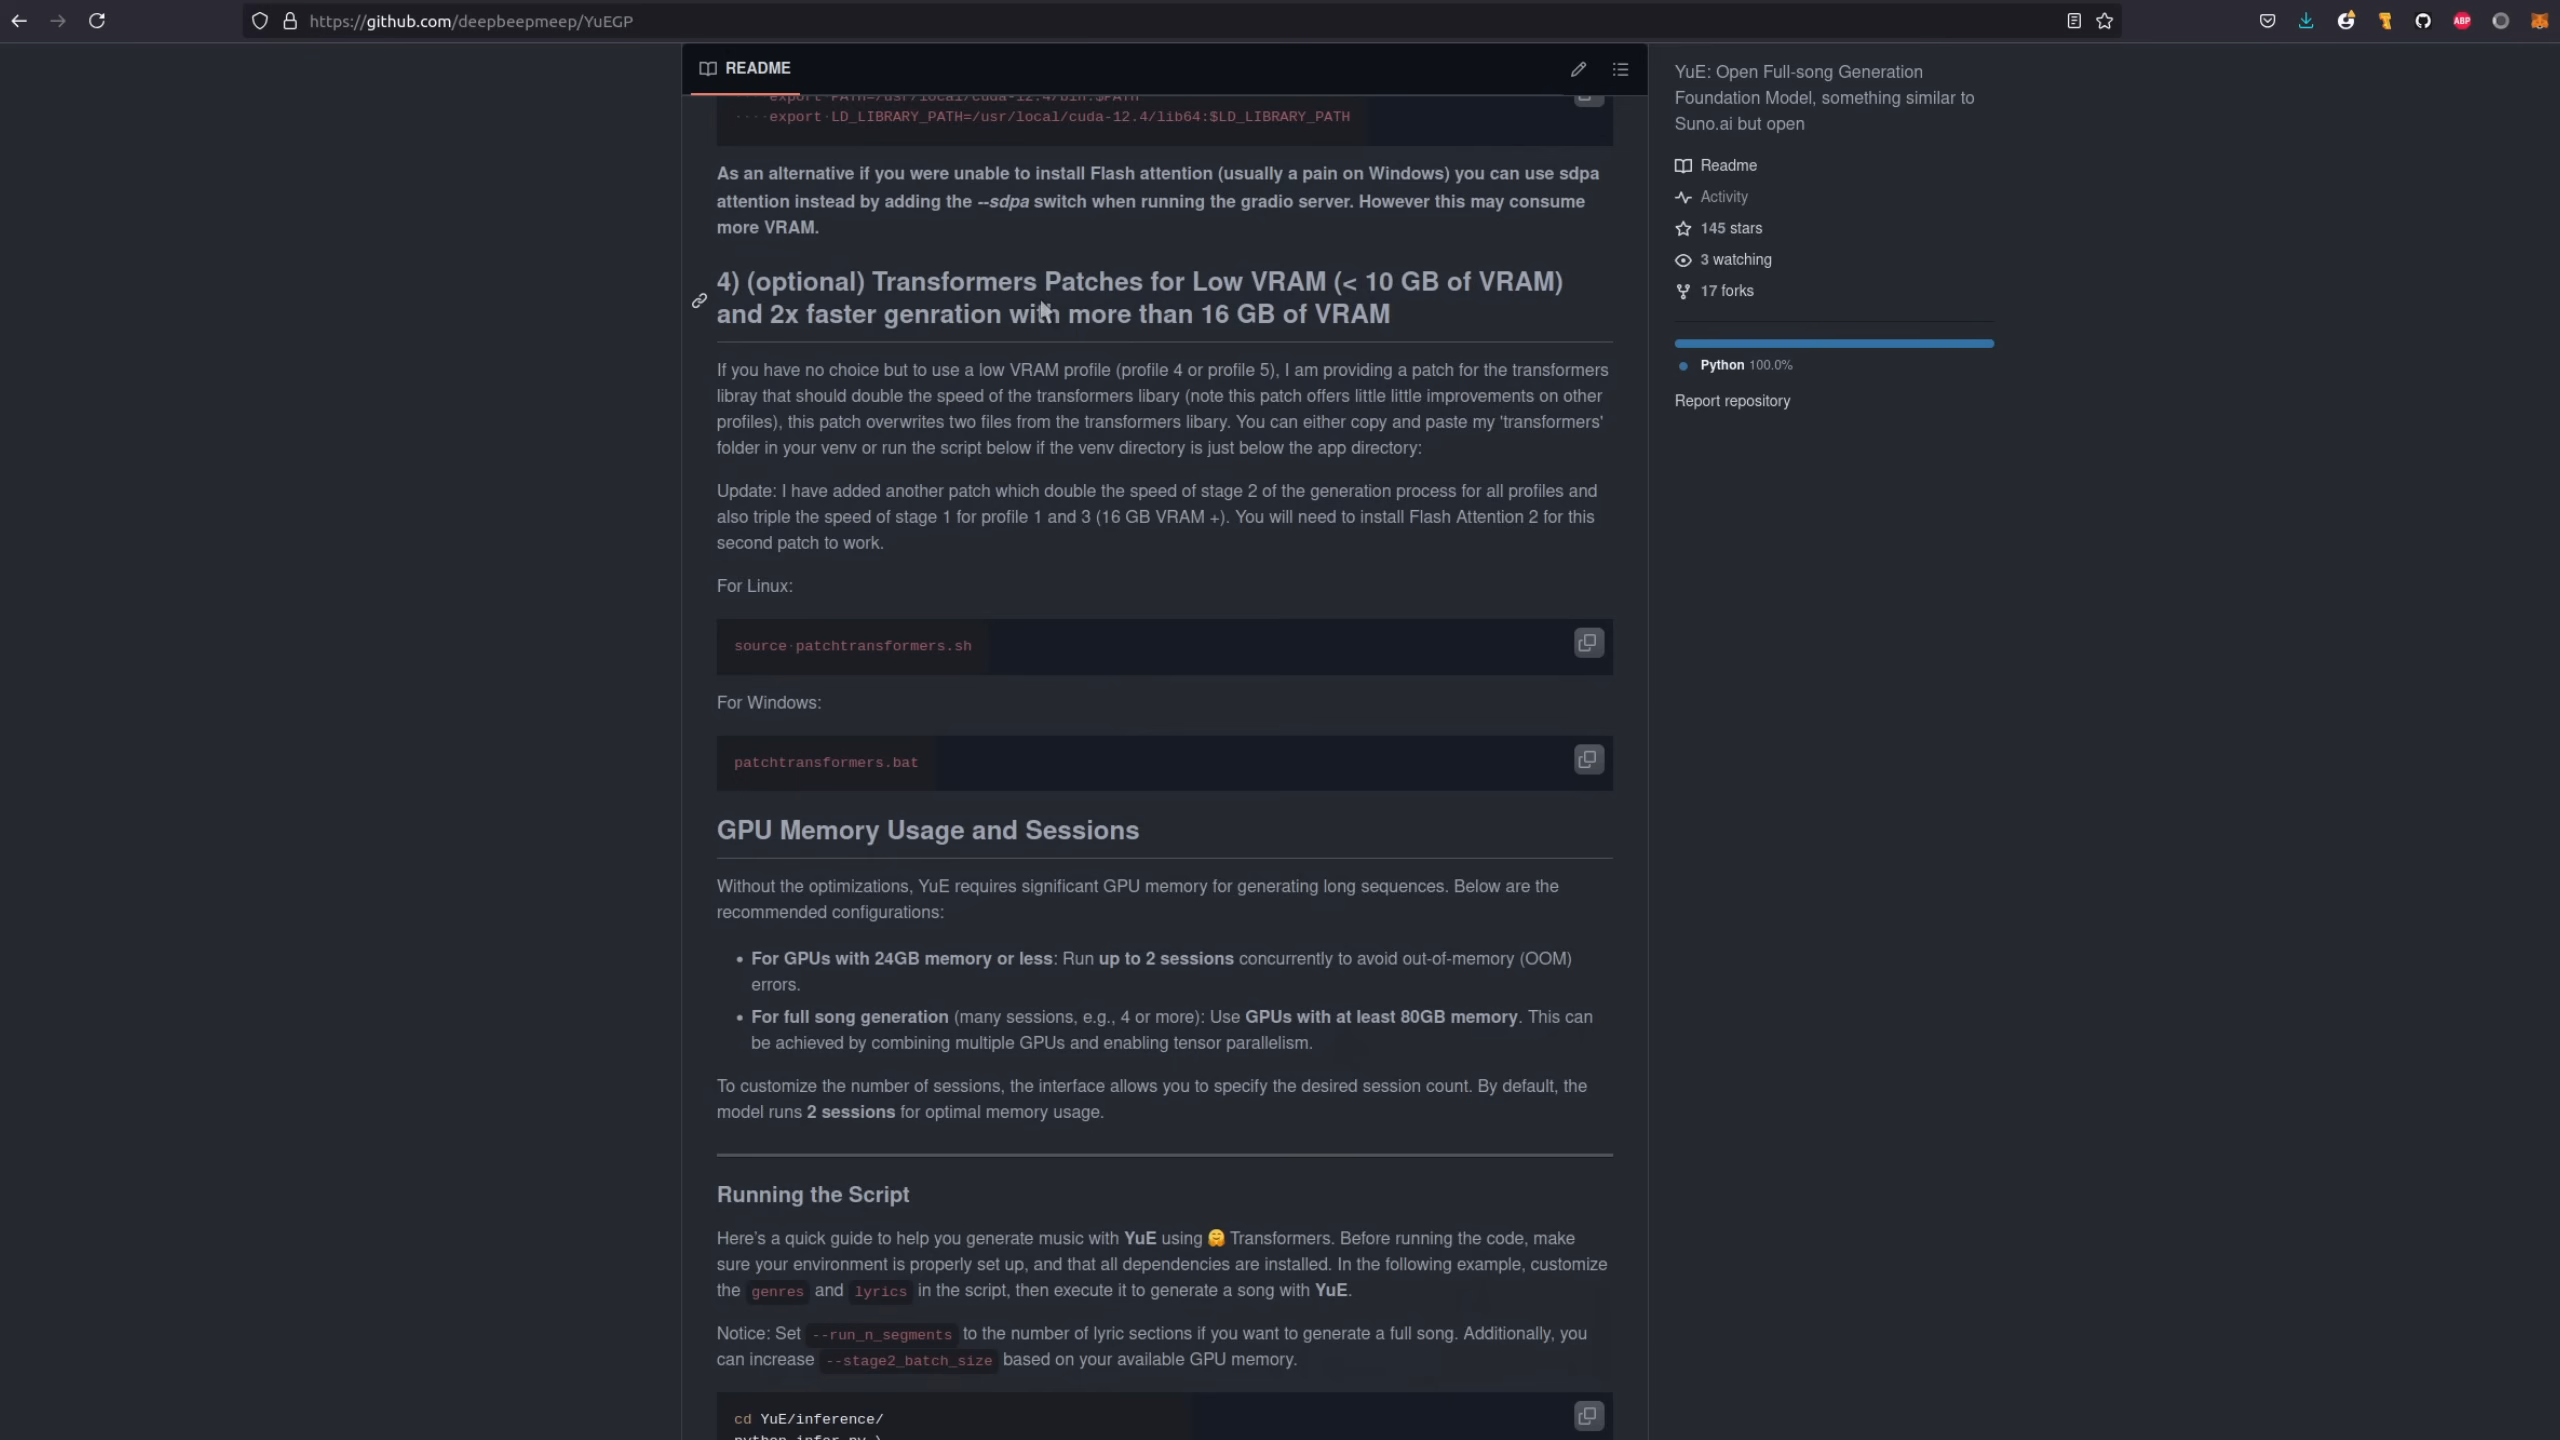 https://github.com/deepbeepmeep/YuEGP
README
export PATH=/usr/local/cuda-12.4/bin:$PATH
····export·LD_LIBRARY_PATH=/usr/local/cuda-12.4/lib64:$LD_LIBRARY_PATH
As an alternative if you were unable to install Flash attention (usually a pain on Windows) you can use sdpa
attention instead by adding the --sdpa switch when running the gradio server. However this may consume
more VRAM.
4) (optional) Transformers Patches for Low VRAM (< 10 GB of VRAM)
and 2x faster genration with more than 16 GB of VRAM
If you have no choice but to use a low VRAM profile (profile 4 or profile 5), I am providing a patch for the transformers
libray that should double the speed of the transformers libary (note this patch offers little little improvements on other
profiles), this patch overwrites two files from the transformers libary. You can either copy and paste my 'transformers'
folder in your venv or run the script below if the venv directory is just below the app directory:
Update: I have added another patch which double the speed of stage 2 of the generation process for all profiles and
also triple the speed of stage 1 for profile 1 and 3 (16 GB VRAM +). You will need to install Flash Attention 2 for this
second patch to work.
For Linux:
source·patchtransformers.sh
For Windows:
patchtransformers.bat
GPU Memory Usage and Sessions
Without the optimizations, YuE requires significant GPU memory for generating long sequences. Below are the
recommended configurations:
• For GPUs with 24GB memory or less: Run up to 2 sessions concurrently to avoid out-of-memory (OOM)
errors.
• For full song generation (many sessions, e.g., 4 or more): Use GPUs with at least 80GB memory. This can
be achieved by combining multiple GPUs and enabling tensor parallelism.
To customize the number of sessions, the interface allows you to specify the desired session count. By default, the
model runs 2 sessions for optimal memory usage.
Running the Script
Here's a quick guide to help you generate music with YuE using 🤗 Transformers. Before running the code, make
sure your environment is properly set up, and that all dependencies are installed. In the following example, customize
the genres and lyrics in the script, then execute it to generate a song with YuE.
Notice: Set --run_n_segments to the number of lyric sections if you want to generate a full song. Additionally, you
can increase --stage2_batch_size based on your available GPU memory.
cd YuE/inference/
python infer.py \
YuE: Open Full-song Generation
Foundation Model, something similar to
Suno.ai but open
Readme
Activity
145 stars
3 watching
17 forks
Python 100.0%
Report repository
ABP